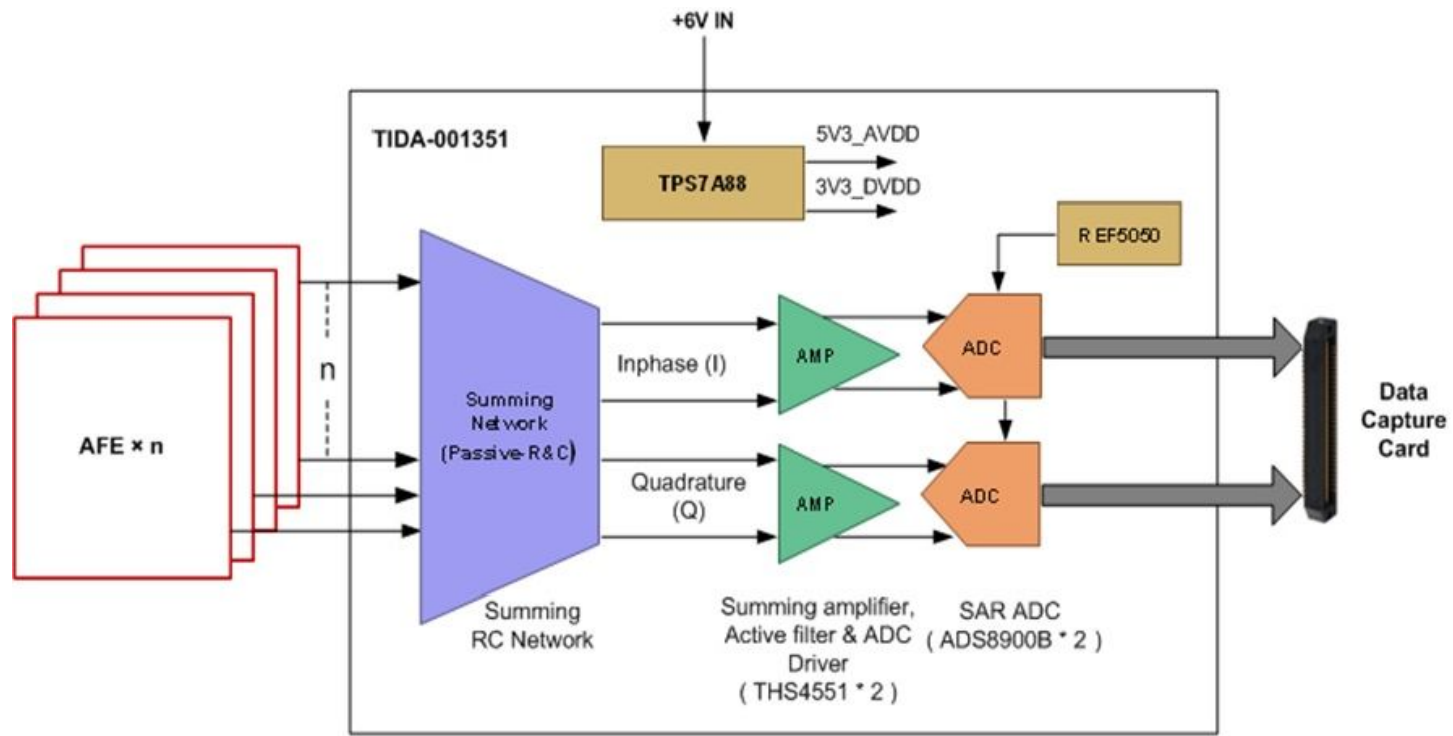 +6V IN
TIDA-001351
5V3_AVDD
TPS7A88
3V3_DVDD
REF5050
n
Inphase (I)
AMP
ADC
Summing
Network
(Passive-R&C)
AFE × n
Data
Capture
Card
Quadrature
(Q)
AMP
ADC
Summing
RC Network
Summing amplifier,
Active filter & ADC
Driver
( THS4551 * 2 )
SAR ADC
( ADS8900B * 2 )